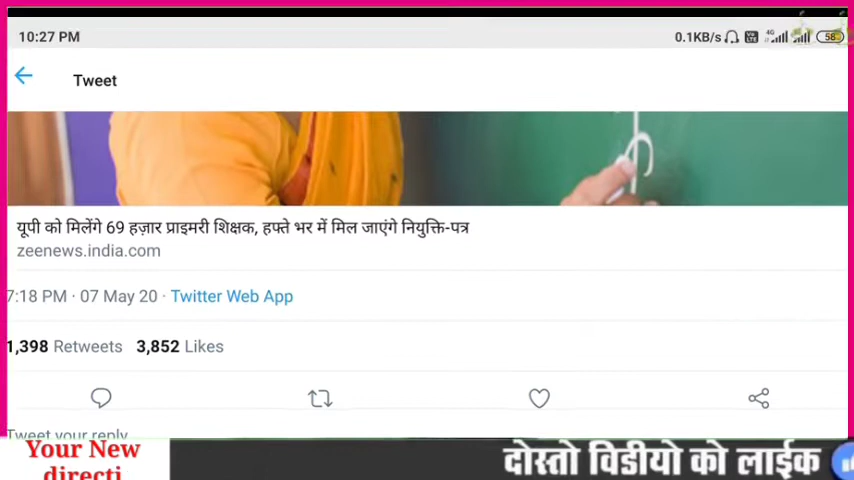 10:27 PM 0.1KB/s 4G 58
Tweet
यूपी को मिलेंगे 69 हज़ार प्राइमरी शिक्षक, हफ्ते भर में मिल जाएंगे नियुक्ति-पत्र
zeenews.india.com
7:18 PM · 07 May 20 · Twitter Web App
1,398 Retweets 3,852 Likes
Tweet your reply
Your New
directi
दोस्तो विडीयो को लाईक